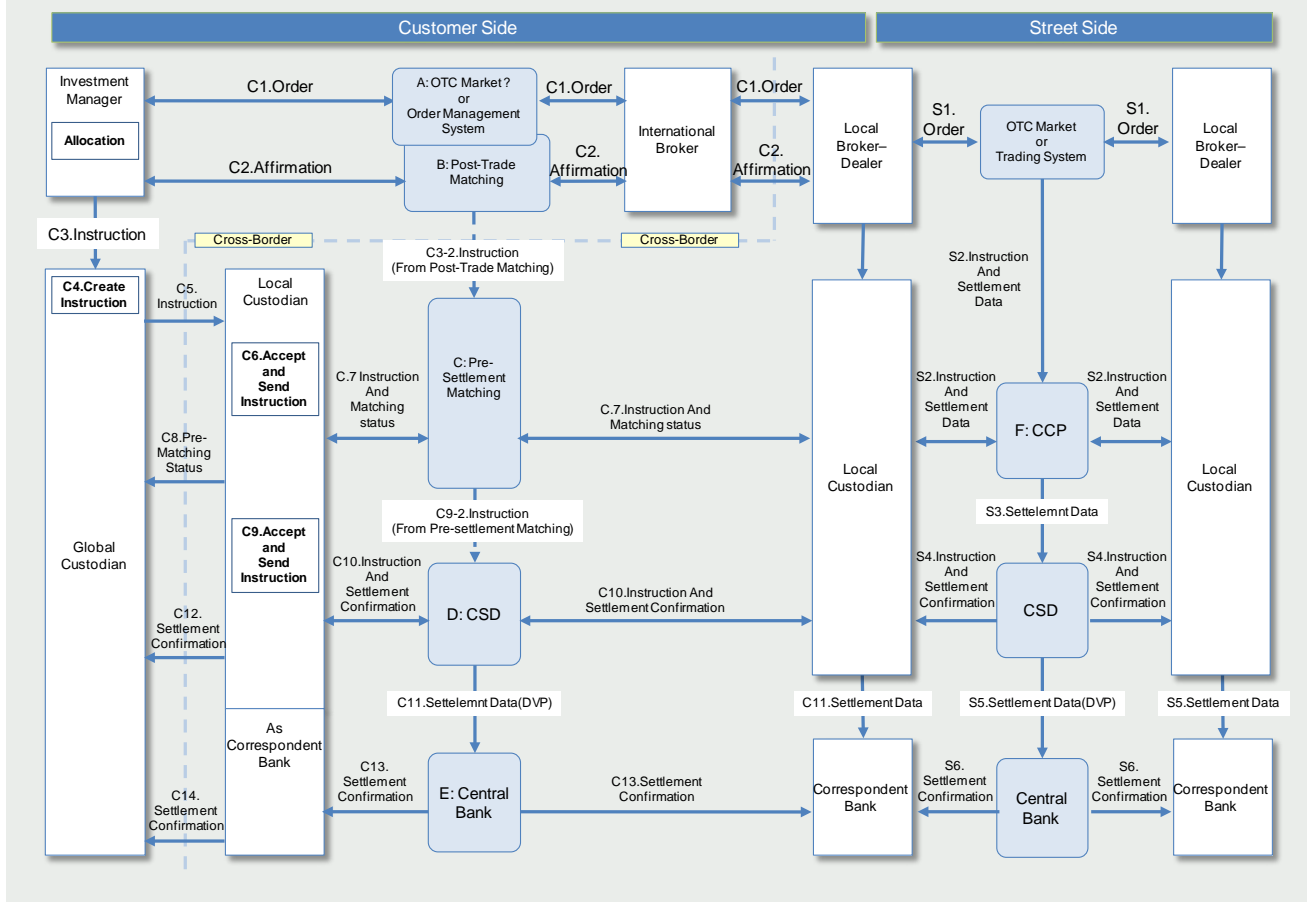 Customer Side
Street Side
Investment
Manager
Allocation
C1.Order
A: OTC Market ?
or
Order Management
System
C1.Order
International
Broker
C1.Order
Local
Broker–
Dealer
S1.
Order
OTC Market
or
Trading System
S1.
Order
Local
Broker–
Dealer
C2.Affirmation
B: Post-Trade
Matching
C2.
Affirmation
C2.
Affirmation
C3.Instruction
Cross-Border
Cross-Border
C3-2.Instruction
(From Post-Trade Matching)
S2.Instruction
And
Settlement
Data
C4.Create
Instruction
C5.
Instruction
Local
Custodian
C6.Accept
and
Send
Instruction
C.7 Instruction
And
Matching
status
C: Pre-
Settlement
Matching
C.7.Instruction And
Matching status
S2.Instruction
And
Settlement
Data
F: CCP
S2.Instruction
And
Settlement
Data
C8.Pre-
Matching
Status
Local
Custodian
Local
Custodian
C9-2.Instruction
(From Pre-settlement Matching)
S3.Settelemnt Data
Global
Custodian
C9.Accept
and
Send
Instruction
C10.Instruction
And
Settlement
Confirmation
D: CSD
C10.Instruction And
Settlement Confirmation
S4.Instruction
And
Settlement
Confirmation
CSD
S4.Instruction
And
Settlement
Confirmation
C12.
Settlement
Confirmation
C11.Settelemnt Data(DVP)
C11.Settlement Data
S5.Settlement Data(DVP)
S5.Settlement Data
As
Correspondent
Bank
C13.
Settlement
Confirmation
E: Central
Bank
C13.Settlement
Confirmation
Correspondent
Bank
S6.
Settlement
Confirmation
Central
Bank
S6.
Settlement
Confirmation
Correspondent
Bank
C14.
Settlement
Confirmation